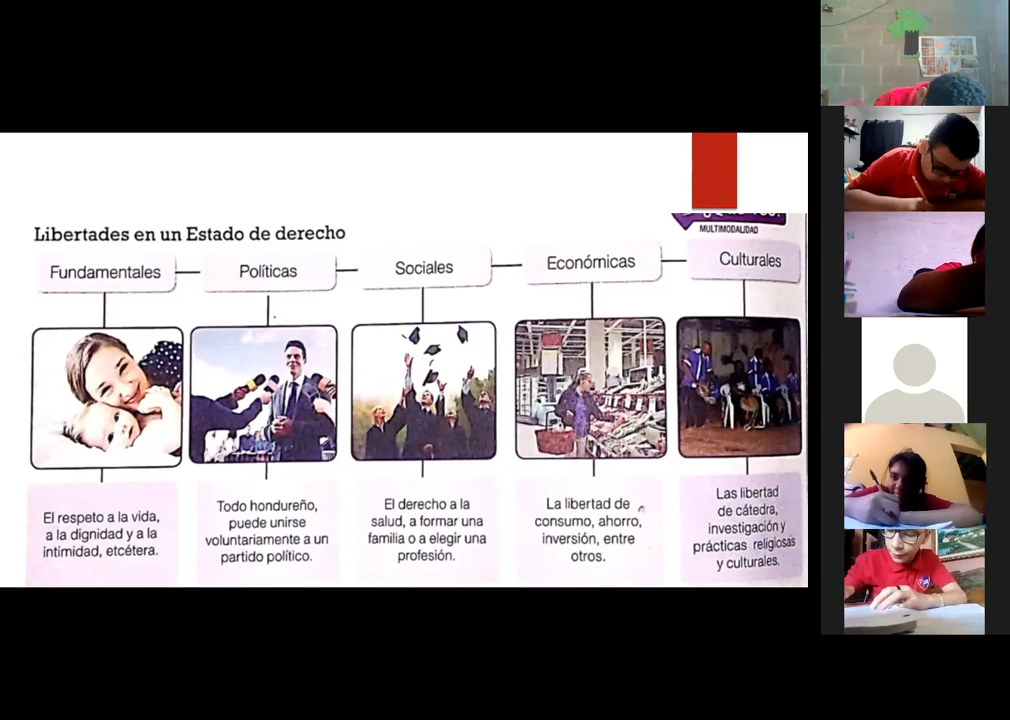 MULTIMODALIDAD
Libertades en un Estado de derecho
Fundamentales
Políticas
Sociales
Económicas
Culturales
El respeto a la vida,
a la dignidad y a la
intimidad, etcétera.
Todo hondureño,
puede unirse
voluntariamente a un
partido político.
El derecho a la
salud, a formar una
familia o a elegir una
profesión.
La libertad de
consumo, ahorro,
inversión, entre
otros.
Las libertad
de cátedra,
investigación y
prácticas religiosas
y culturales.